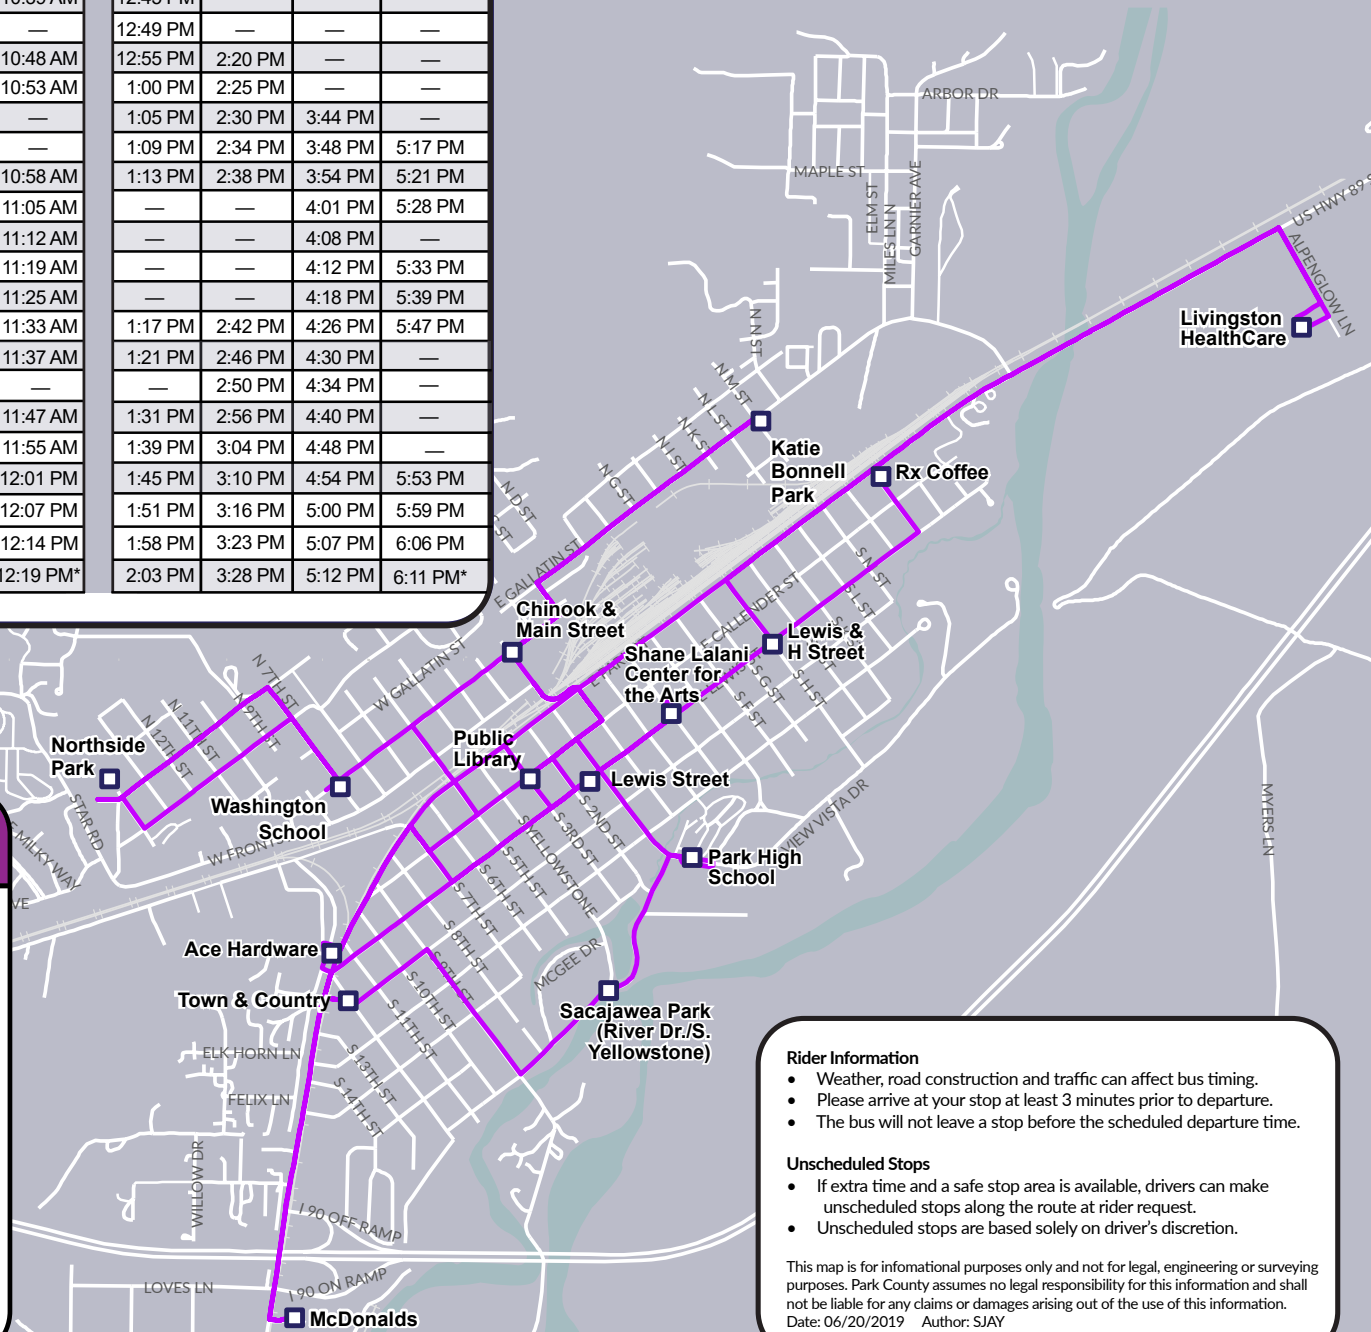 12:49 PM — — —
—
10:48 AM 12:55 PM 2:20 PM — —
10:53 AM 1:00 PM 2:25 PM — —
— 1:05 PM 2:30 PM 3:44 PM —
— 1:09 PM 2:34 PM 3:48 PM 5:17 PM
10:58 AM 1:13 PM 2:38 PM 3:54 PM 5:21 PM
11:05 AM — — 4:01 PM 5:28 PM
11:12 AM — — 4:08 PM —
11:19 AM — — 4:12 PM 5:33 PM
11:25 AM — — 4:18 PM 5:39 PM
11:33 AM 1:17 PM 2:42 PM 4:26 PM 5:47 PM
11:37 AM 1:21 PM 2:46 PM 4:30 PM —
— — 2:50 PM 4:34 PM —
11:47 AM 1:31 PM 2:56 PM 4:40 PM —
11:55 AM 1:39 PM 3:04 PM 4:48 PM —
12:01 PM 1:45 PM 3:10 PM 4:54 PM 5:53 PM
12:07 PM 1:51 PM 3:16 PM 5:00 PM 5:59 PM
12:14 PM 1:58 PM 3:23 PM 5:07 PM 6:06 PM
12:19 PM* 2:03 PM 3:28 PM 5:12 PM 6:11 PM*
ARBOR DR
MAPLE ST
ELM ST
MILES LN N
GARNIER AVE
US HWY 89 S
ALPENGLOW LN
Livingston
HealthCare
N N ST
N M ST
N L ST
N K ST
N I ST
N G ST
N D ST
Katie
Bonnell
Park
Rx Coffee
E GALLATIN ST
Chinook &
Main Street
S M ST
S L ST
E CALLENDER ST
Lewis &
H Street
Shane Lalani
Center for
the Arts
S H ST
S G ST
S F ST
W GALLATIN ST
N 7TH ST
N 9TH ST
N 11TH ST
N 12TH ST
Northside
Park
Public
Library
Lewis Street
Washington
School
STAR RD
W FRONT S
E MILKY WAY
VE
S 2ND ST
S 3RD ST
S YELLOWSTONE
S 5TH ST
S 6TH ST
S 7TH ST
S 8TH ST
S 9TH ST
S 10TH ST
S 11TH ST
S 13TH ST
S 14TH ST
VIEW VISTA DR
MYERS LN
Park High
School
Ace Hardware
Town & Country
MCGEE DR
Sacajawea Park
(River Dr./S.
Yellowstone)
ELK HORN LN
FELIX LN
WILLOW DR
I 90 OFF RAMP
LOVES LN
I 90 ON RAMP
McDonalds
Rider Information
• Weather, road construction and traffic can affect bus timing.
• Please arrive at your stop at least 3 minutes prior to departure.
• The bus will not leave a stop before the scheduled departure time.
Unscheduled Stops
• If extra time and a safe stop area is available, drivers can make
unscheduled stops along the route at rider request.
• Unscheduled stops are based solely on driver's discretion.
This map is for infomational purposes only and not for legal, engineering or surveying
purposes. Park County assumes no legal responsibility for this information and shall
not be liable for any claims or damages arising out of the use of this information.
Date: 06/20/2019 Author: SJAY